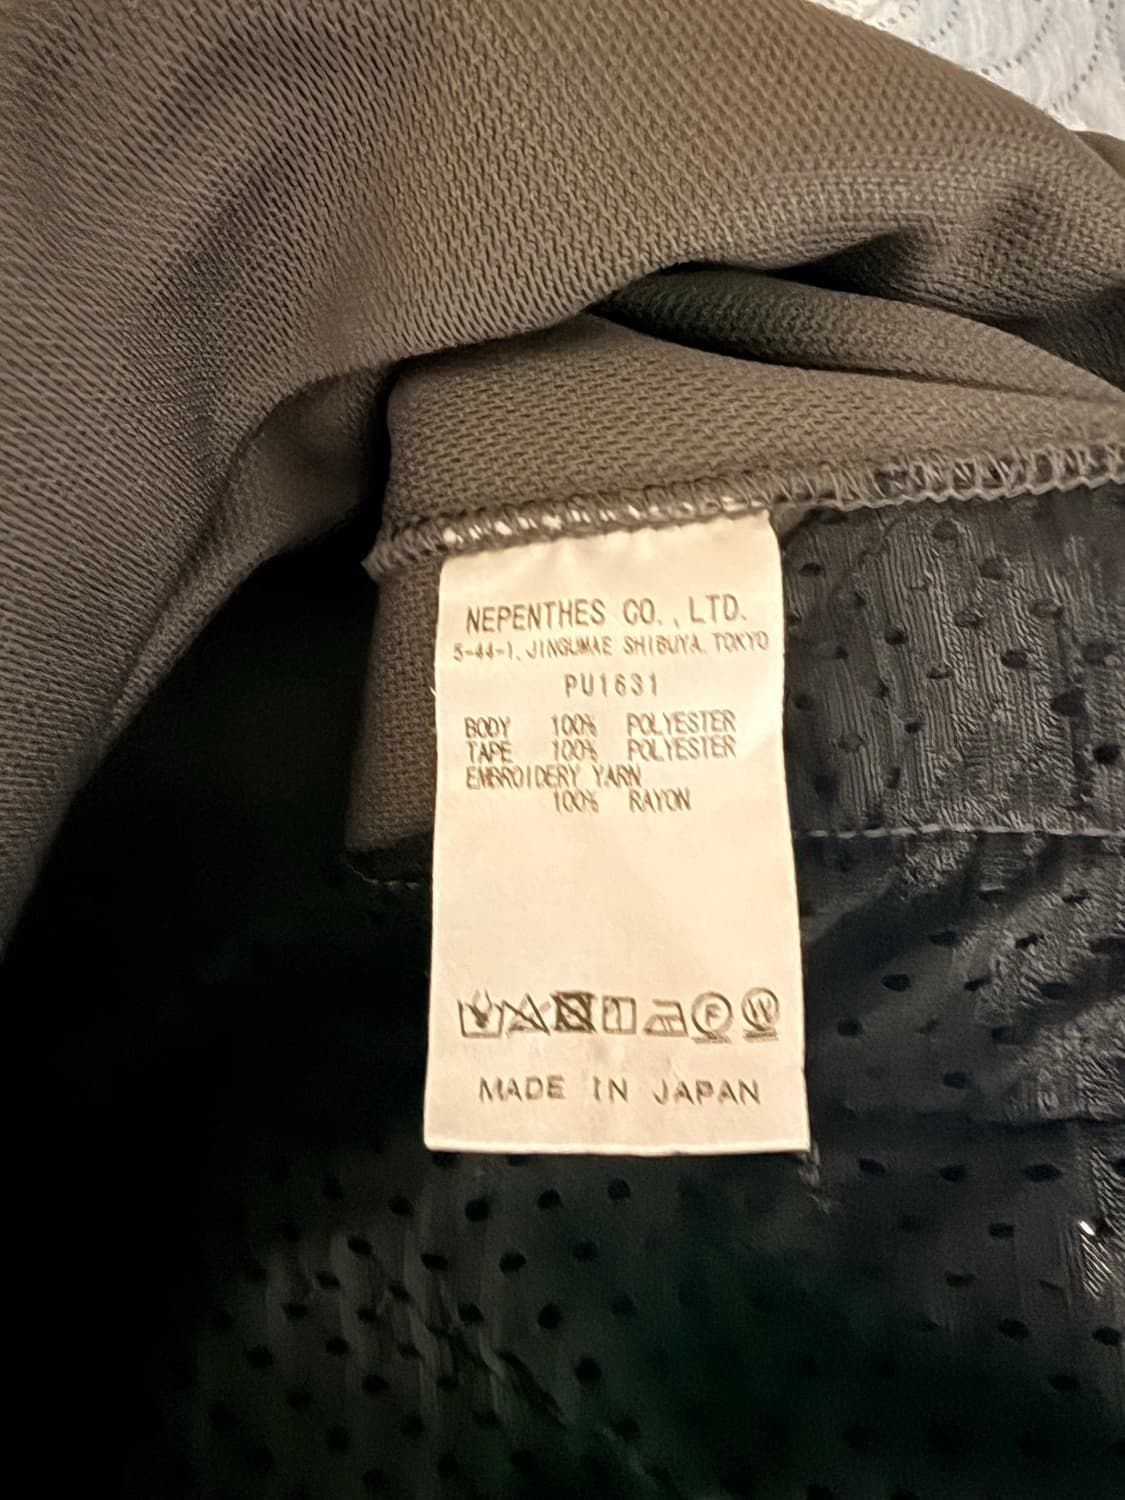 NEPENTHES CO.,LTD.
5-44-1, JINGUMAE SHIBUYA, TOKYO
PU1631
BODY 100% POLYESTER
TAPE 100% POLYESTER
EMBROIDERY YARN
100% RAYON
F W
MADE IN JAPAN